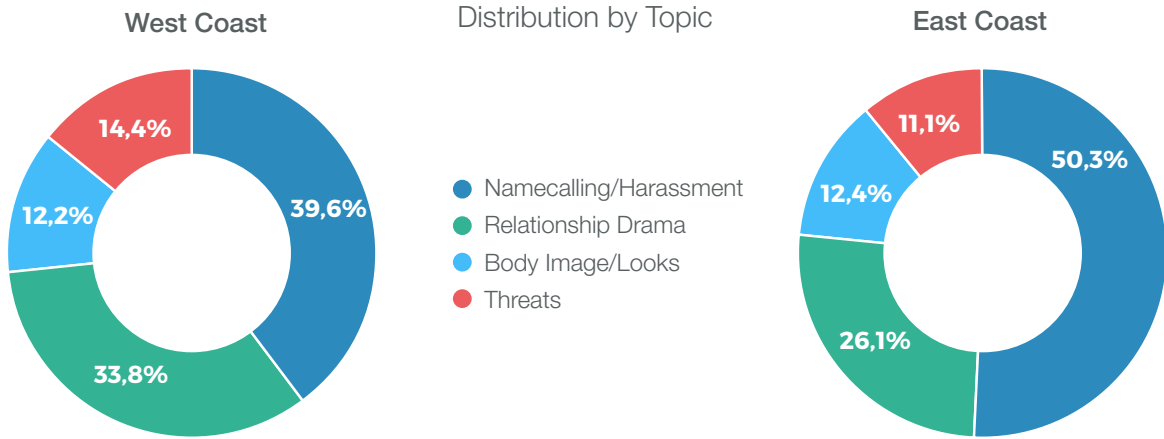 Distribution by Topic
West Coast
14,4%
39,6%
12,2%
33,8%
Namecalling/Harassment
Relationship Drama
Body Image/Looks
Threats
East Coast
11,1%
50,3%
12,4%
26,1%